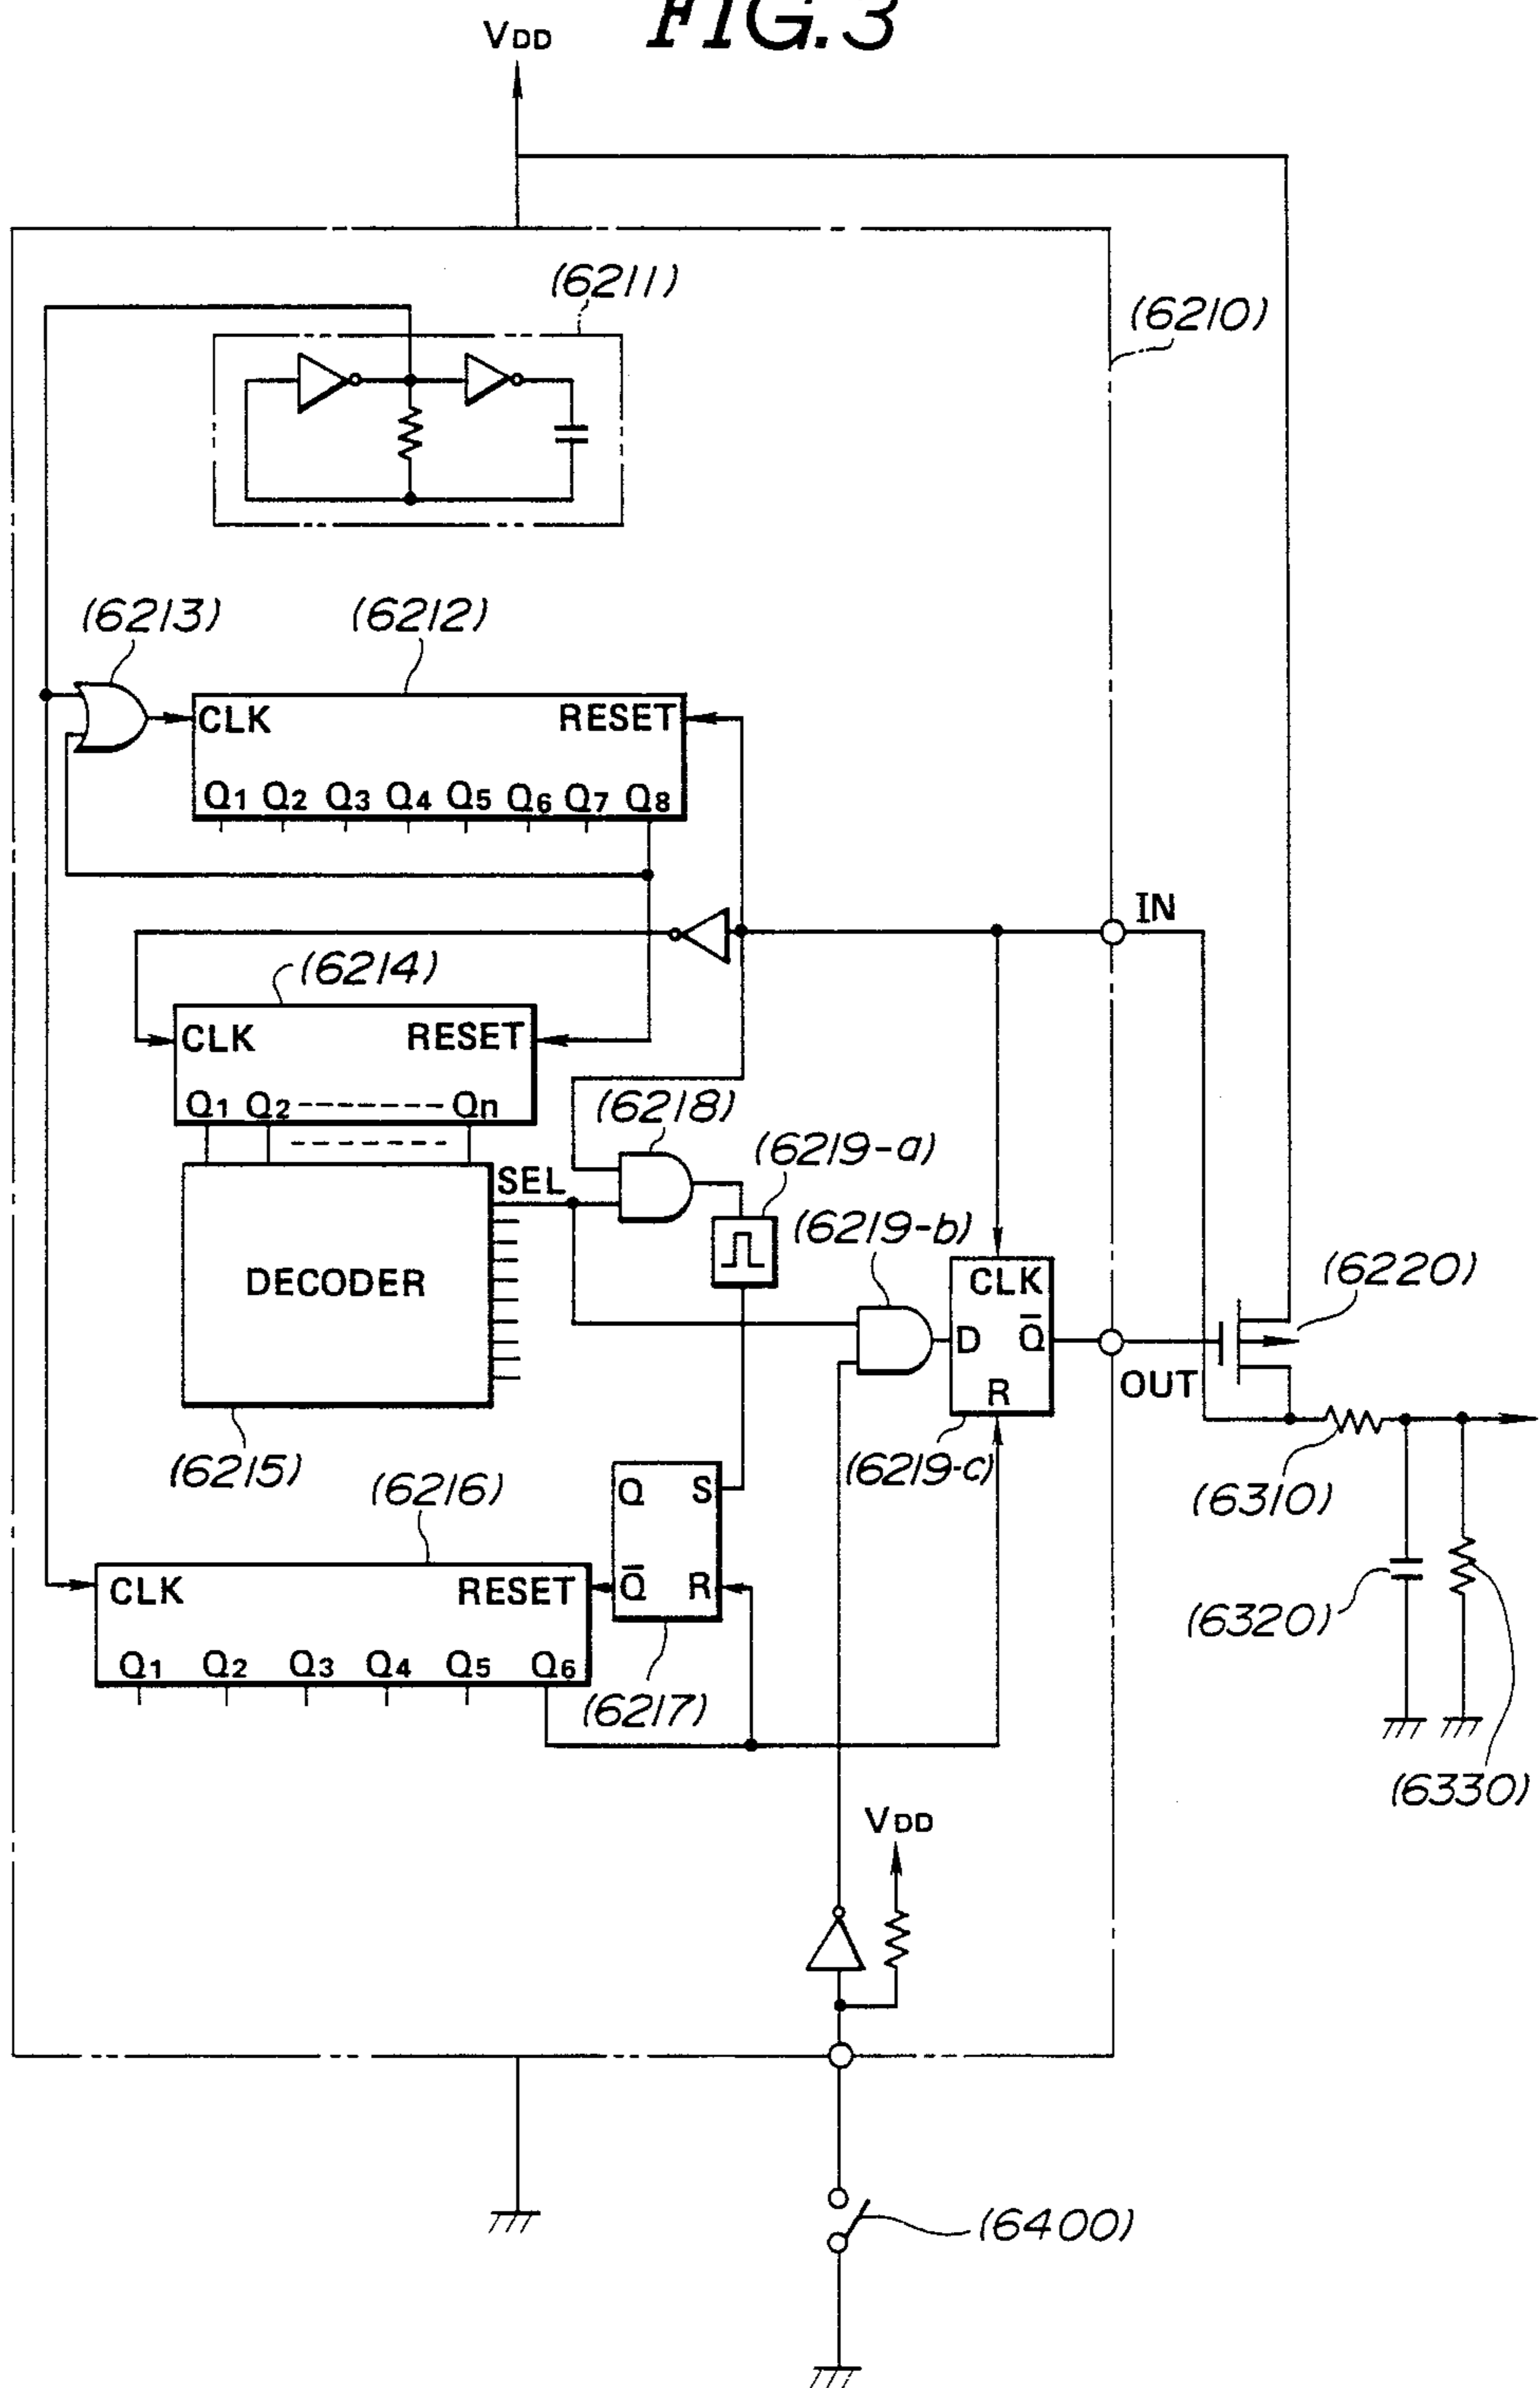 FIG. 3
VDD
(6211)
(6210)
(6213)
(6212)
CLK RESET
Q1 Q2 Q3 Q4 Q5 Q6 Q7 Q8
IN
(6214)
CLK RESET
Q1 Q2 -------- Qn
(6218)
(6219-a)
SEL
(6219-b)
DECODER
CLK
D Q̅
R
(6220)
OUT
(6215)
(6219-c)
(6310)
(6216)
Q S
Q̅ R
CLK RESET
Q1 Q2 Q3 Q4 Q5 Q6
(6217)
(6320)
(6330)
VDD
(6400)